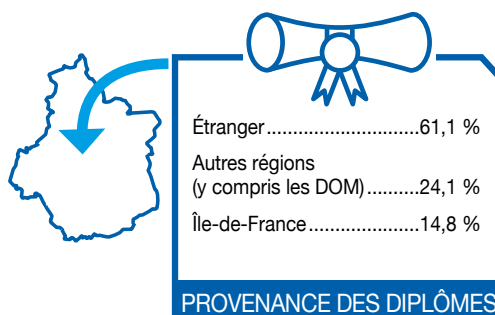 Étranger............................61,1 %
Autres régions
(y compris les DOM)..........24,1 %
Île-de-France.....................14,8 %
PROVENANCE DES DIPLÔMES